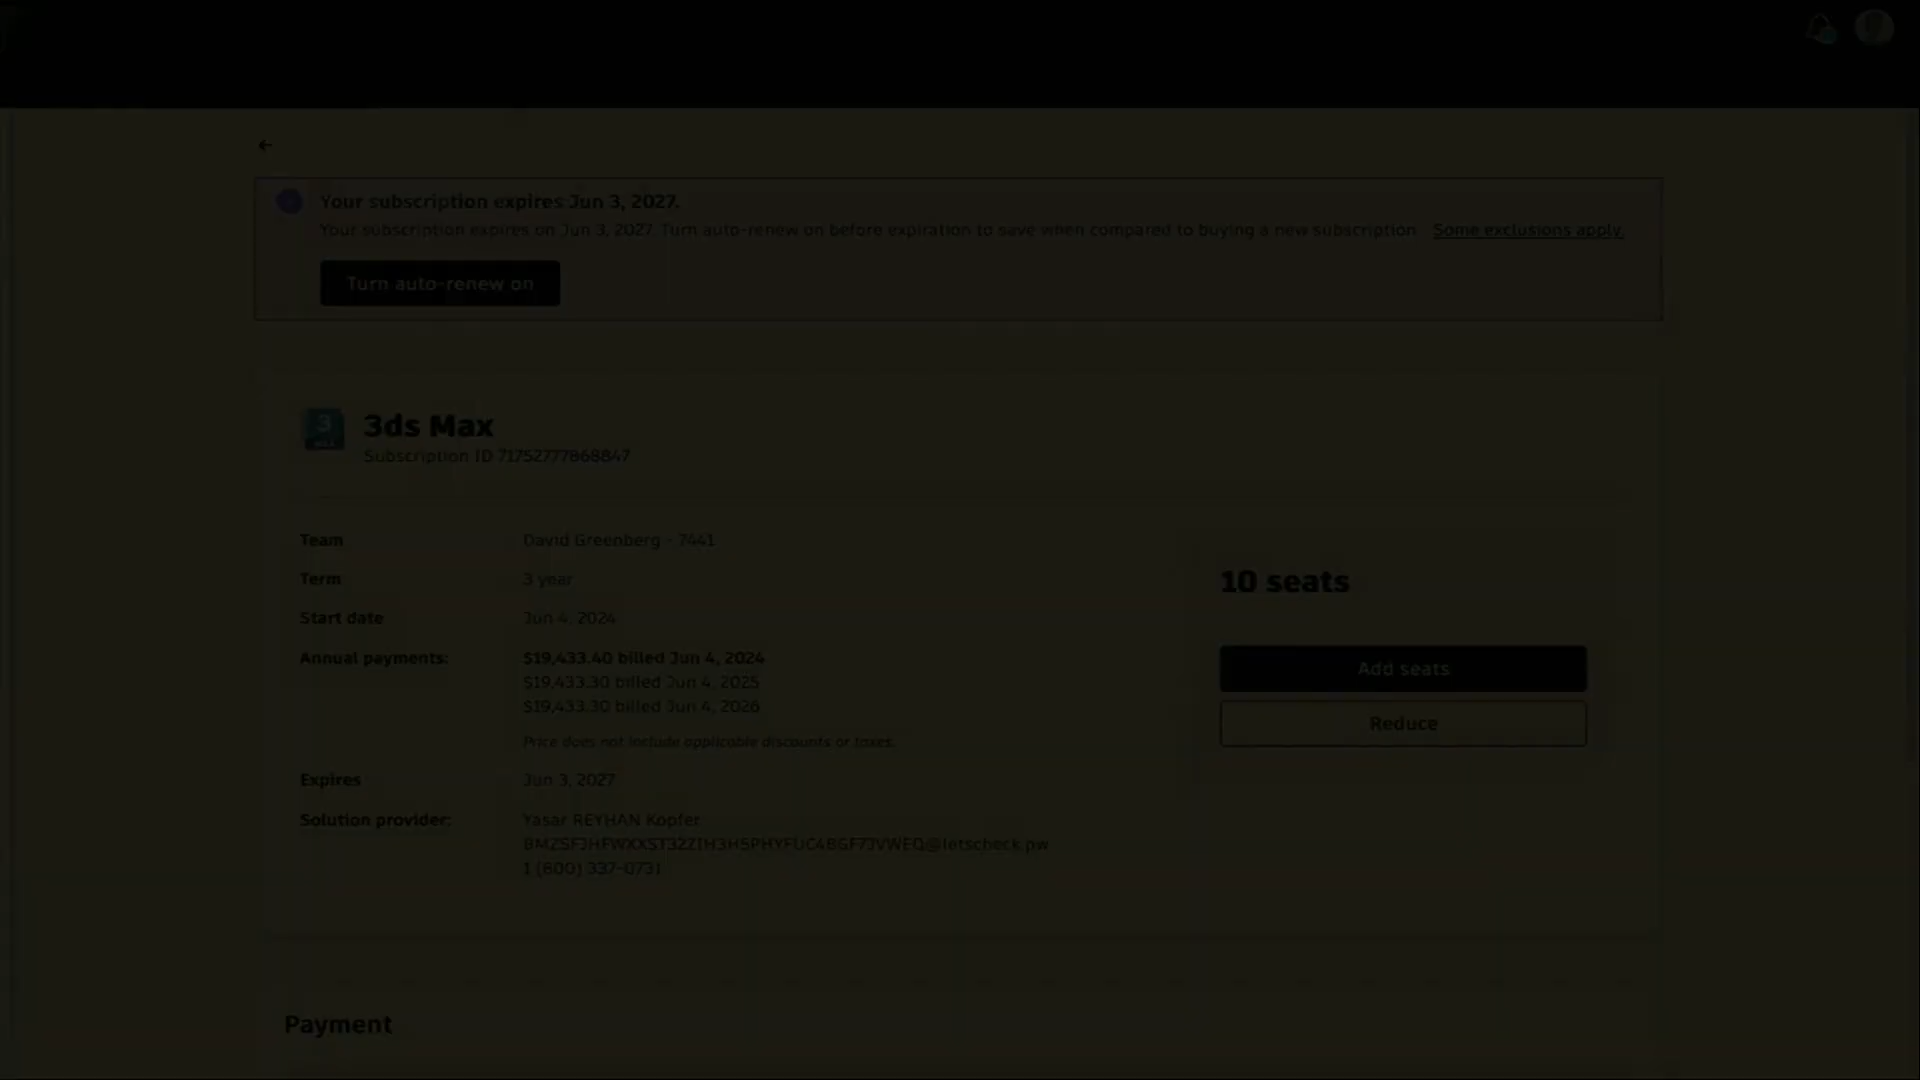 Your subscription expires Jun 3, 2027.
Your subscription expires on Jun 3, 2027. Turn auto-renew on before expiration to save when compared to buying a new subscription. Some exclusions apply.
Turn auto-renew on
3ds Max
Subscription ID 71752777868847
Team David Greenberg - 7441
Term 3 year
Start date Jun 4, 2024
Annual payments: $19,433.40 billed Jun 4, 2024
$19,433.30 billed Jun 4, 2025
$19,433.30 billed Jun 4, 2026
Price does not include applicable discounts or taxes.
Expires Jun 3, 2027
Solution provider: Yasar REYHAN Kopfer
1 (800) 337-0731
10 seats
Add seats
Reduce
Payment